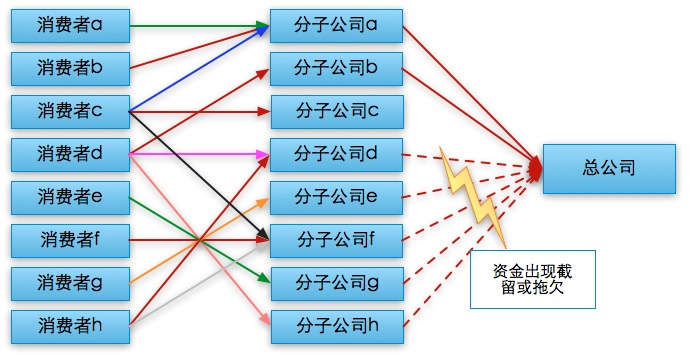 消费者a
消费者b
消费者c
消费者d
消费者e
消费者f
消费者g
消费者h
分子公司a
分子公司b
分子公司c
分子公司d
分子公司e
分子公司f
分子公司g
分子公司h
总公司
资金出现截
留或拖欠